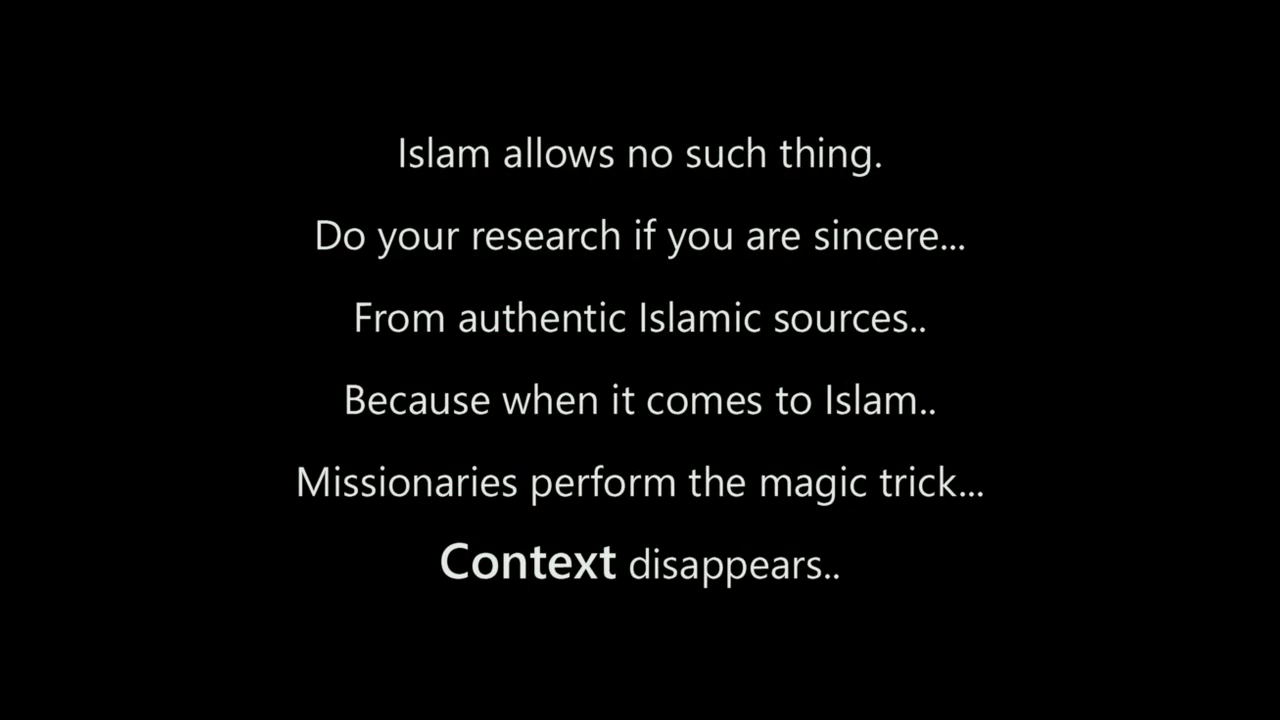 Islam allows no such thing.
Do your research if you are sincere...
From authentic Islamic sources..
Because when it comes to Islam..
Missionaries perform the magic trick...
Context disappears..